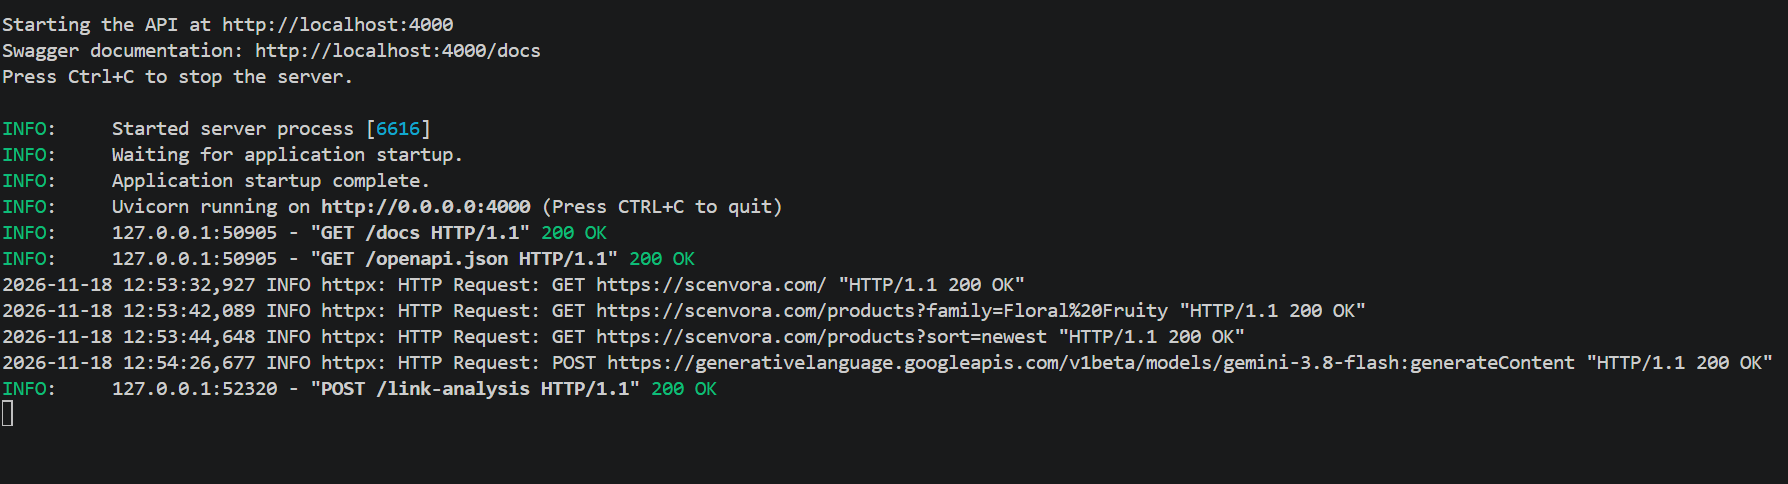 Starting the API at http://localhost:4000
Swagger documentation: http://localhost:4000/docs
Press Ctrl+C to stop the server.
INFO:     Started server process [6616]
INFO:     Waiting for application startup.
INFO:     Application startup complete.
INFO:     Uvicorn running on http://0.0.0.0:4000 (Press CTRL+C to quit)
INFO:     127.0.0.1:50905 - "GET /docs HTTP/1.1" 200 OK
INFO:     127.0.0.1:50905 - "GET /openapi.json HTTP/1.1" 200 OK
2026-11-18 12:53:32,927 INFO httpx: HTTP Request: GET https://scenvora.com/ "HTTP/1.1 200 OK"
2026-11-18 12:53:42,089 INFO httpx: HTTP Request: GET https://scenvora.com/products?family=Floral%20Fruity "HTTP/1.1 200 OK"
2026-11-18 12:53:44,648 INFO httpx: HTTP Request: GET https://scenvora.com/products?sort=newest "HTTP/1.1 200 OK"
2026-11-18 12:54:26,677 INFO httpx: HTTP Request: POST https://generativelanguage.googleapis.com/v1beta/models/gemini-3.8-flash:generateContent "HTTP/1.1 200 OK"
INFO:     127.0.0.1:52320 - "POST /link-analysis HTTP/1.1" 200 OK